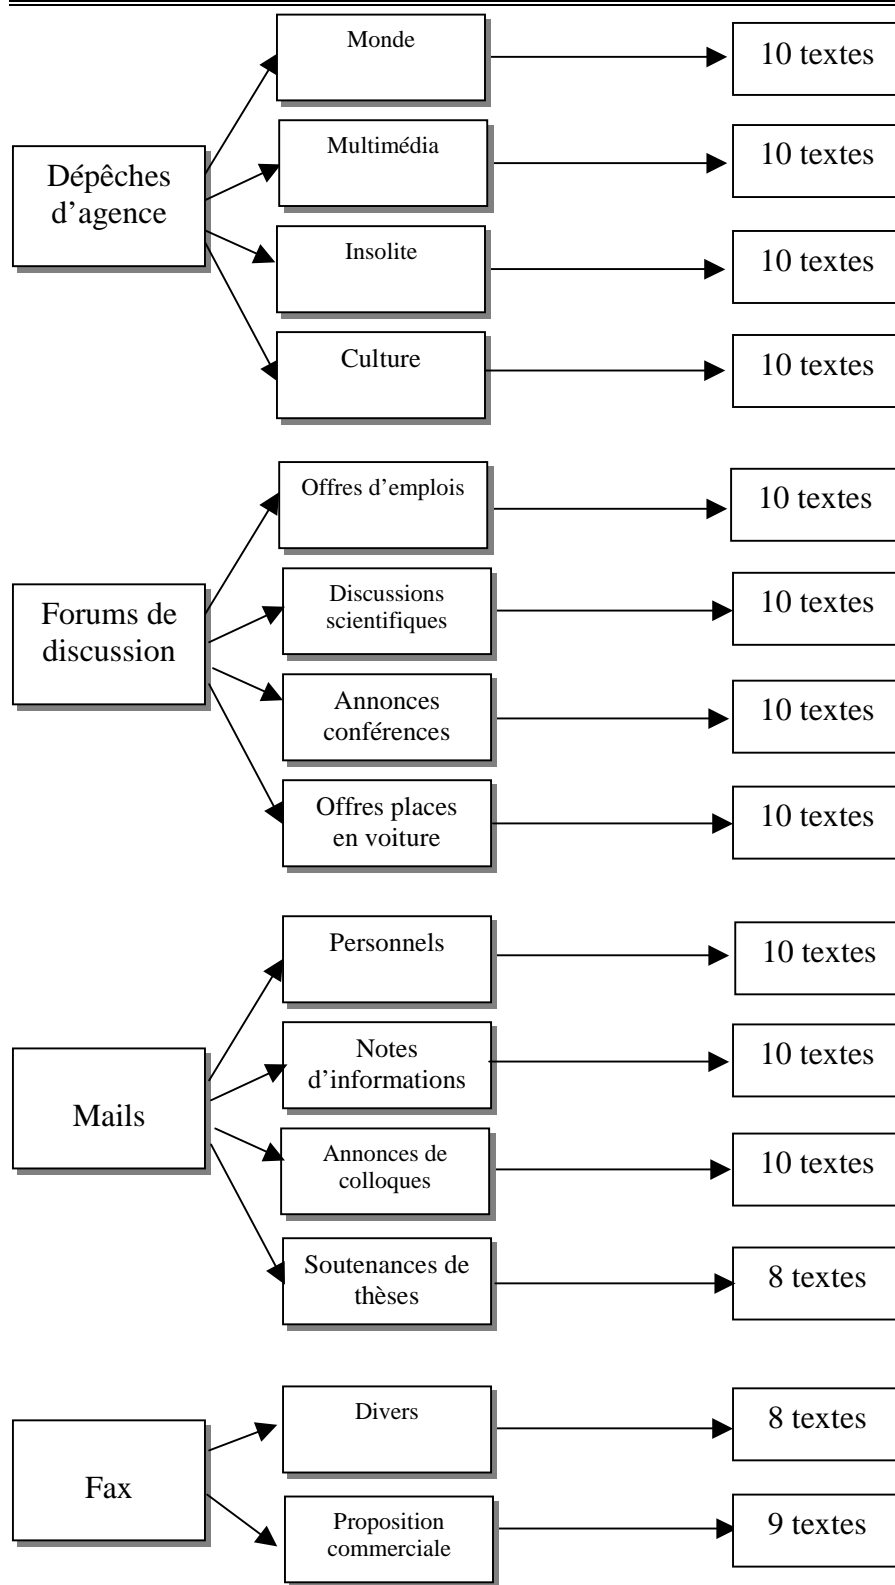 Dépêches
d’agence
Monde
10 textes
Multimédia
10 textes
Insolite
10 textes
Culture
10 textes
Forums de
discussion
Offres d’emplois
10 textes
Discussions
scientifiques
10 textes
Annonces
conférences
10 textes
Offres places
en voiture
10 textes
Mails
Personnels
10 textes
Notes
d’informations
10 textes
Annonces de
colloques
10 textes
Soutenances de
thèses
8 textes
Fax
Divers
8 textes
Proposition
commerciale
9 textes